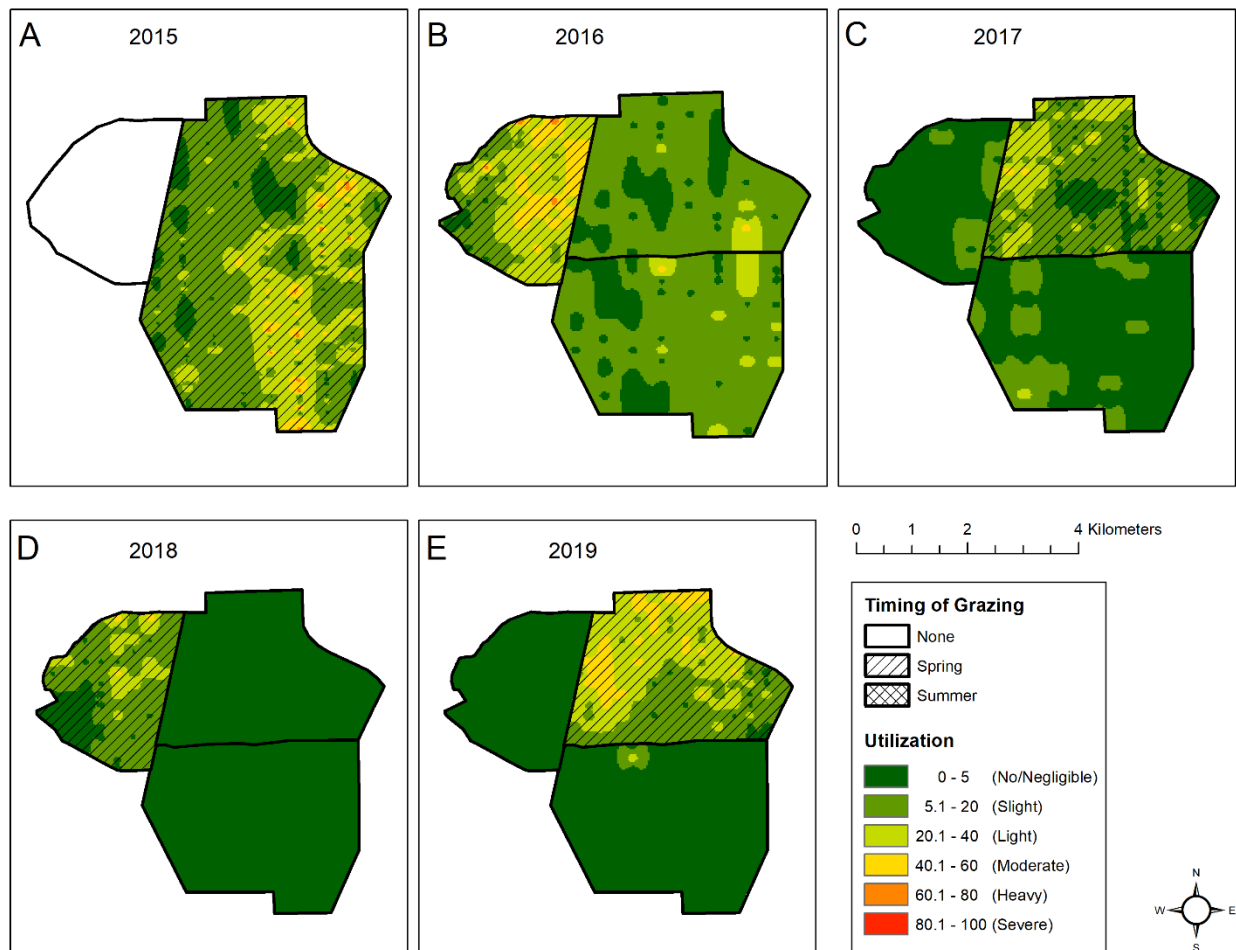 A 2015
B 2016
C 2017
D 2018
E 2019
0 1 2 4 Kilometers
Timing of Grazing
None
Spring
Summer
Utilization
0 - 5 (No/Negligible)
5.1 - 20 (Slight)
20.1 - 40 (Light)
40.1 - 60 (Moderate)
60.1 - 80 (Heavy)
80.1 - 100 (Severe)
N
W E
S